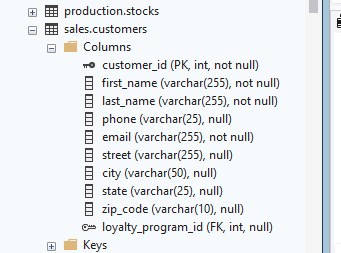 production.stocks
sales.customers
Columns
customer_id (PK, int, not null)
first_name (varchar(255), not null)
last_name (varchar(255), not null)
phone (varchar(25), null)
email (varchar(255), not null)
street (varchar(255), null)
city (varchar(50), null)
state (varchar(25), null)
zip_code (varchar(10), null)
loyalty_program_id (FK, int, null)
Keys